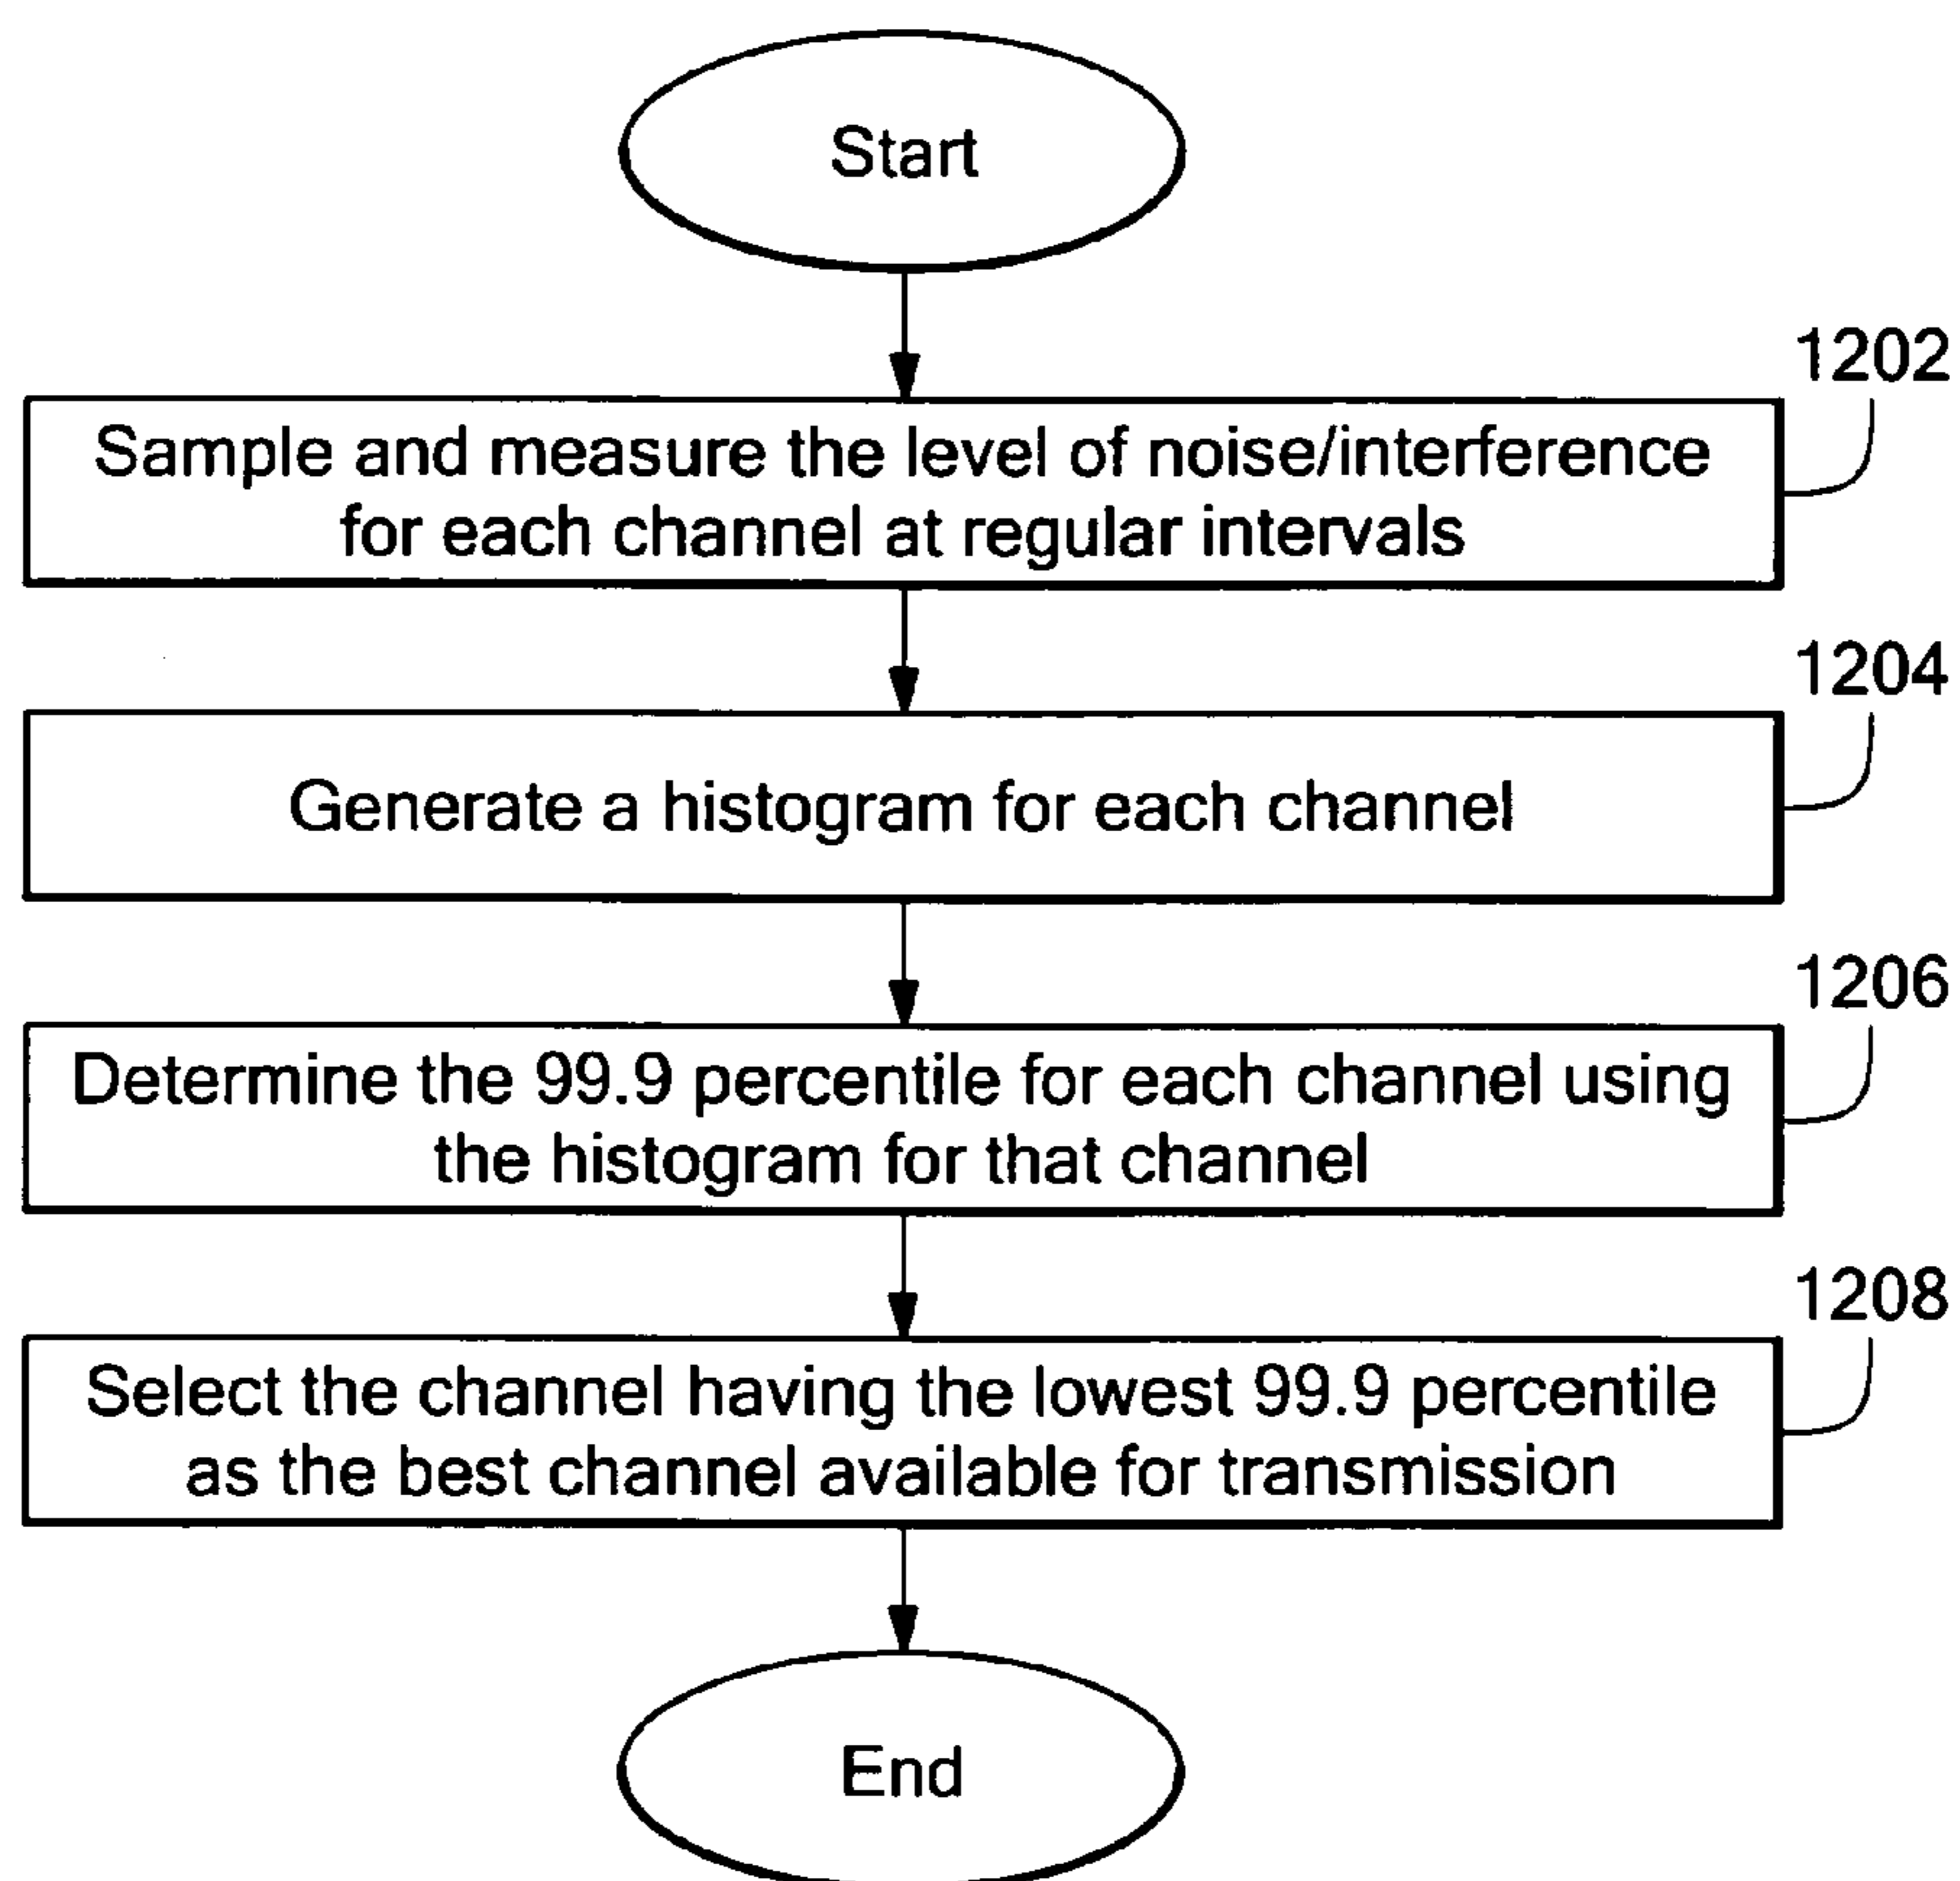 Start
1202
Sample and measure the level of noise/interference
for each channel at regular intervals
1204
Generate a histogram for each channel
1206
Determine the 99.9 percentile for each channel using
the histogram for that channel
1208
Select the channel having the lowest 99.9 percentile
as the best channel available for transmission
End